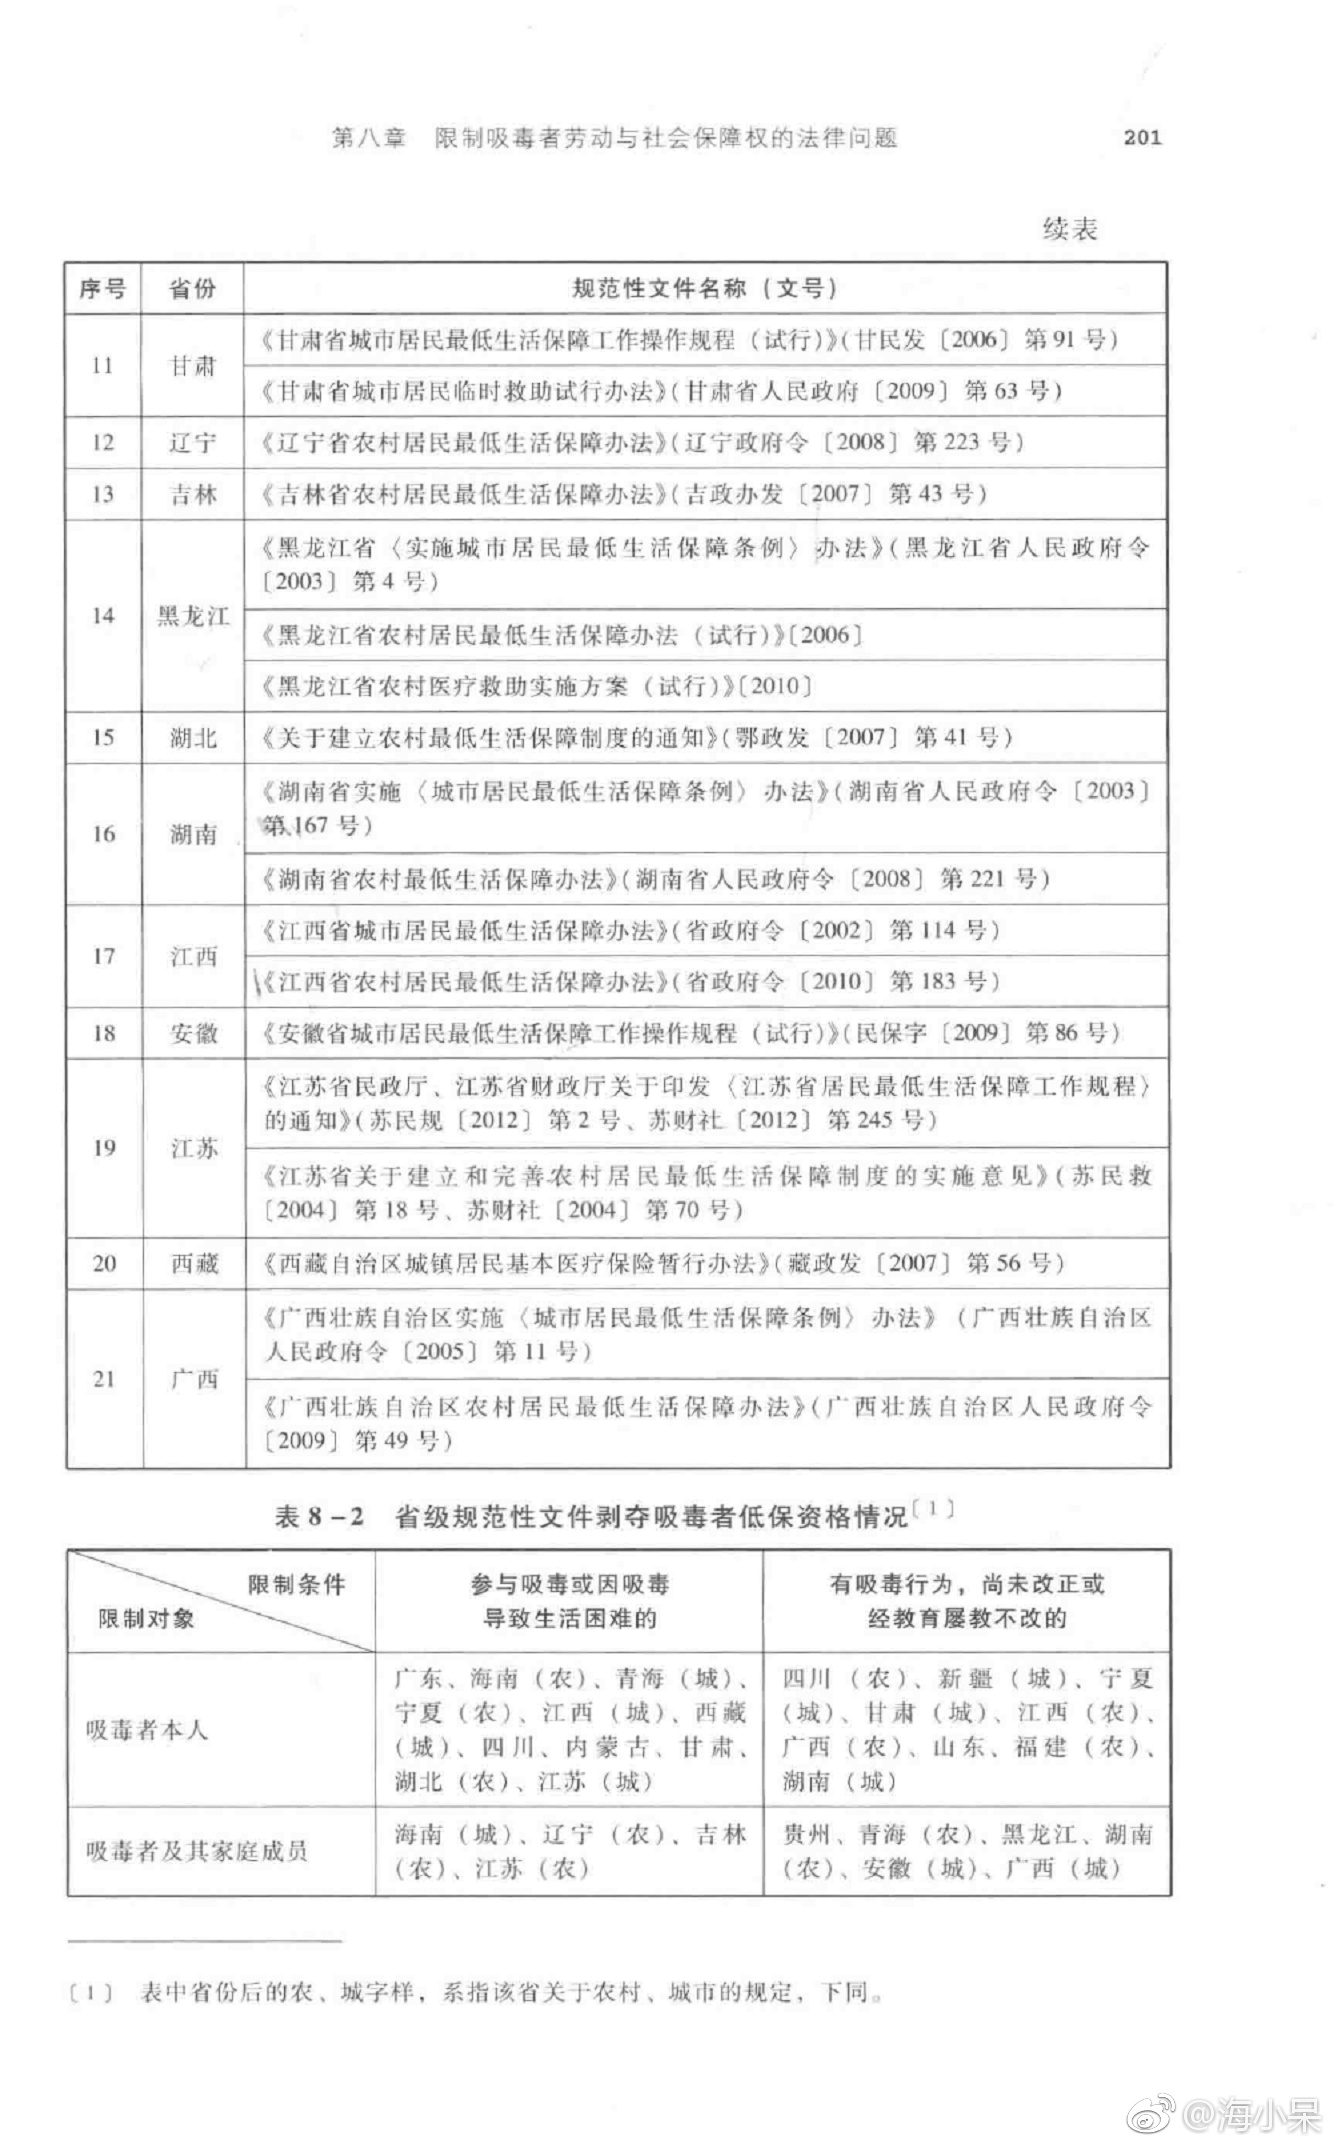 第八章 限制吸毒者劳动与社会保障权的法律问题 201
续表
序号 省份 规范性文件名称（文号）
11 甘肃 《甘肃省城市居民最低生活保障工作操作规程（试行）》（甘民发〔2006〕第91号）
《甘肃省城市居民临时救助试行办法》（甘肃省人民政府〔2009〕第63号）
12 辽宁 《辽宁省农村居民最低生活保障办法》（辽宁政府令〔2008〕第223号）
13 吉林 《吉林省农村居民最低生活保障办法》（吉政办发〔2007〕第43号）
14 黑龙江 《黑龙江省〈实施城市居民最低生活保障条例〉办法》（黑龙江省人民政府令
〔2003〕第4号）
《黑龙江省农村居民最低生活保障办法（试行）》〔2006〕
《黑龙江省农村医疗救助实施方案（试行）》〔2010〕
15 湖北 《关于建立农村最低生活保障制度的通知》（鄂政发〔2007〕第41号）
16 湖南 《湖南省实施〈城市居民最低生活保障条例〉办法》（湖南省人民政府令〔2003〕
第167号）
《湖南省农村最低生活保障办法》（湖南省人民政府令〔2008〕第221号）
17 江西 《江西省城市居民最低生活保障办法》（省政府令〔2002〕第114号）
《江西省农村居民最低生活保障办法》（省政府令〔2010〕第183号）
18 安徽 《安徽省城市居民最低生活保障工作操作规程（试行）》（民保字〔2009〕第86号）
19 江苏 《江苏省民政厅、江苏省财政厅关于印发〈江苏省居民最低生活保障工作规程〉
的通知》（苏民规〔2012〕第2号、苏财社〔2012〕第245号）
《江苏省关于建立和完善农村居民最低生活保障制度的实施意见》（苏民救
〔2004〕第18号、苏财社〔2004〕第70号）
20 西藏 《西藏自治区城镇居民基本医疗保险暂行办法》（藏政发〔2007〕第56号）
21 广西 《广西壮族自治区实施〈城市居民最低生活保障条例〉办法》（广西壮族自治区
人民政府令〔2005〕第11号）
《广西壮族自治区农村居民最低生活保障办法》（广西壮族自治区人民政府令
〔2009〕第49号）
表8-2 省级规范性文件剥夺吸毒者低保资格情况〔1〕
限制条件
限制对象
参与吸毒或因吸毒
导致生活困难的
有吸毒行为，尚未改正或
经教育屡教不改的
吸毒者本人
广东、海南（农）、青海（城）、
宁夏（农）、江西（城）、西藏
（城）、四川、内蒙古、甘肃、
湖北（农）、江苏（城）
四川（农）、新疆（城）、宁夏
（城）、甘肃（城）、江西（农）、
广西（农）、山东、福建（农）、
湖南（城）
吸毒者及其家庭成员
海南（城）、辽宁（农）、吉林
（农）、江苏（农）
贵州、青海（农）、黑龙江、湖南
（农）、安徽（城）、广西（城）
〔1〕 表中省份后的农、城字样，系指该省关于农村、城市的规定，下同。
@海小呆